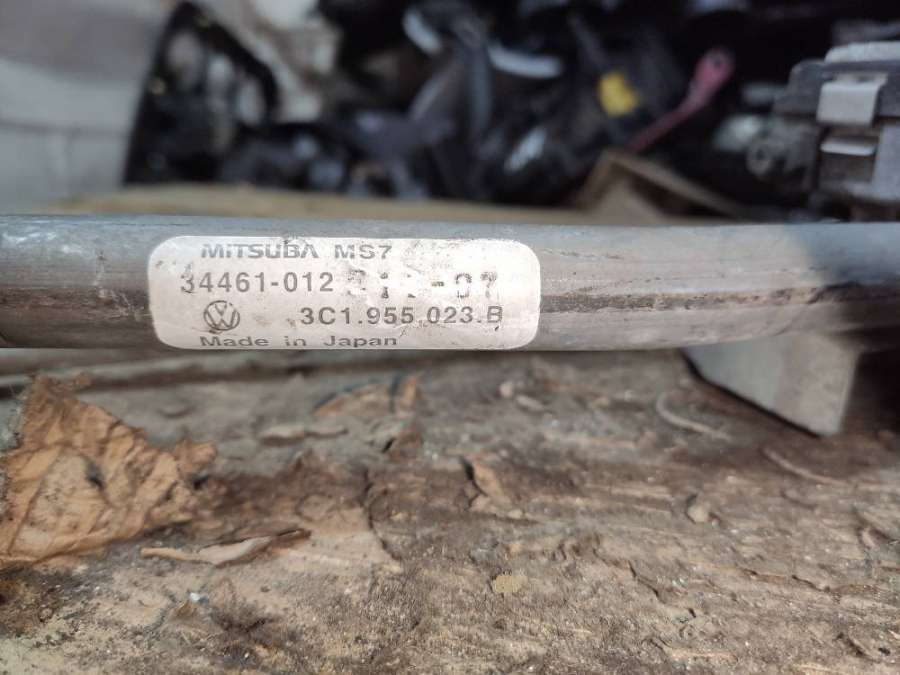 MITSUBA MS7
34461-012
3C1.955.023.B
Made in Japan